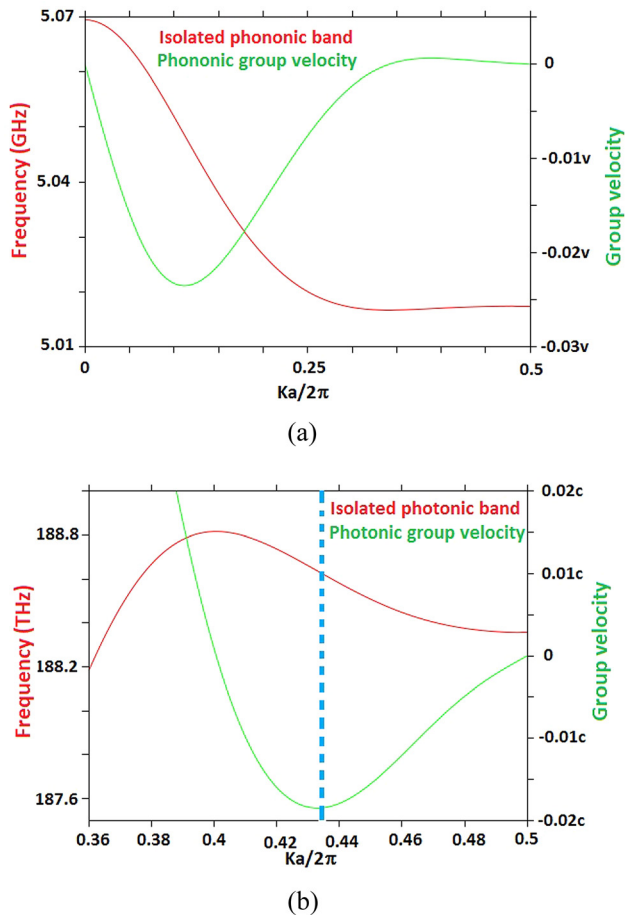 5.07
Isolated phononic band
Phononic group velocity
0
-0.01v
5.04
-0.02v
5.01
-0.03v
0
0.25
0.5
Ka/2π
Frequency (GHz)
Group velocity
(a)
0.02c
Isolated photonic band
Photonic group velocity
188.8
0.01c
188.2
0
-0.01c
187.6
-0.02c
0.36
0.38
0.4
0.42
0.44
0.46
0.48
0.5
Ka/2π
Frequency (THz)
Group velocity
(b)